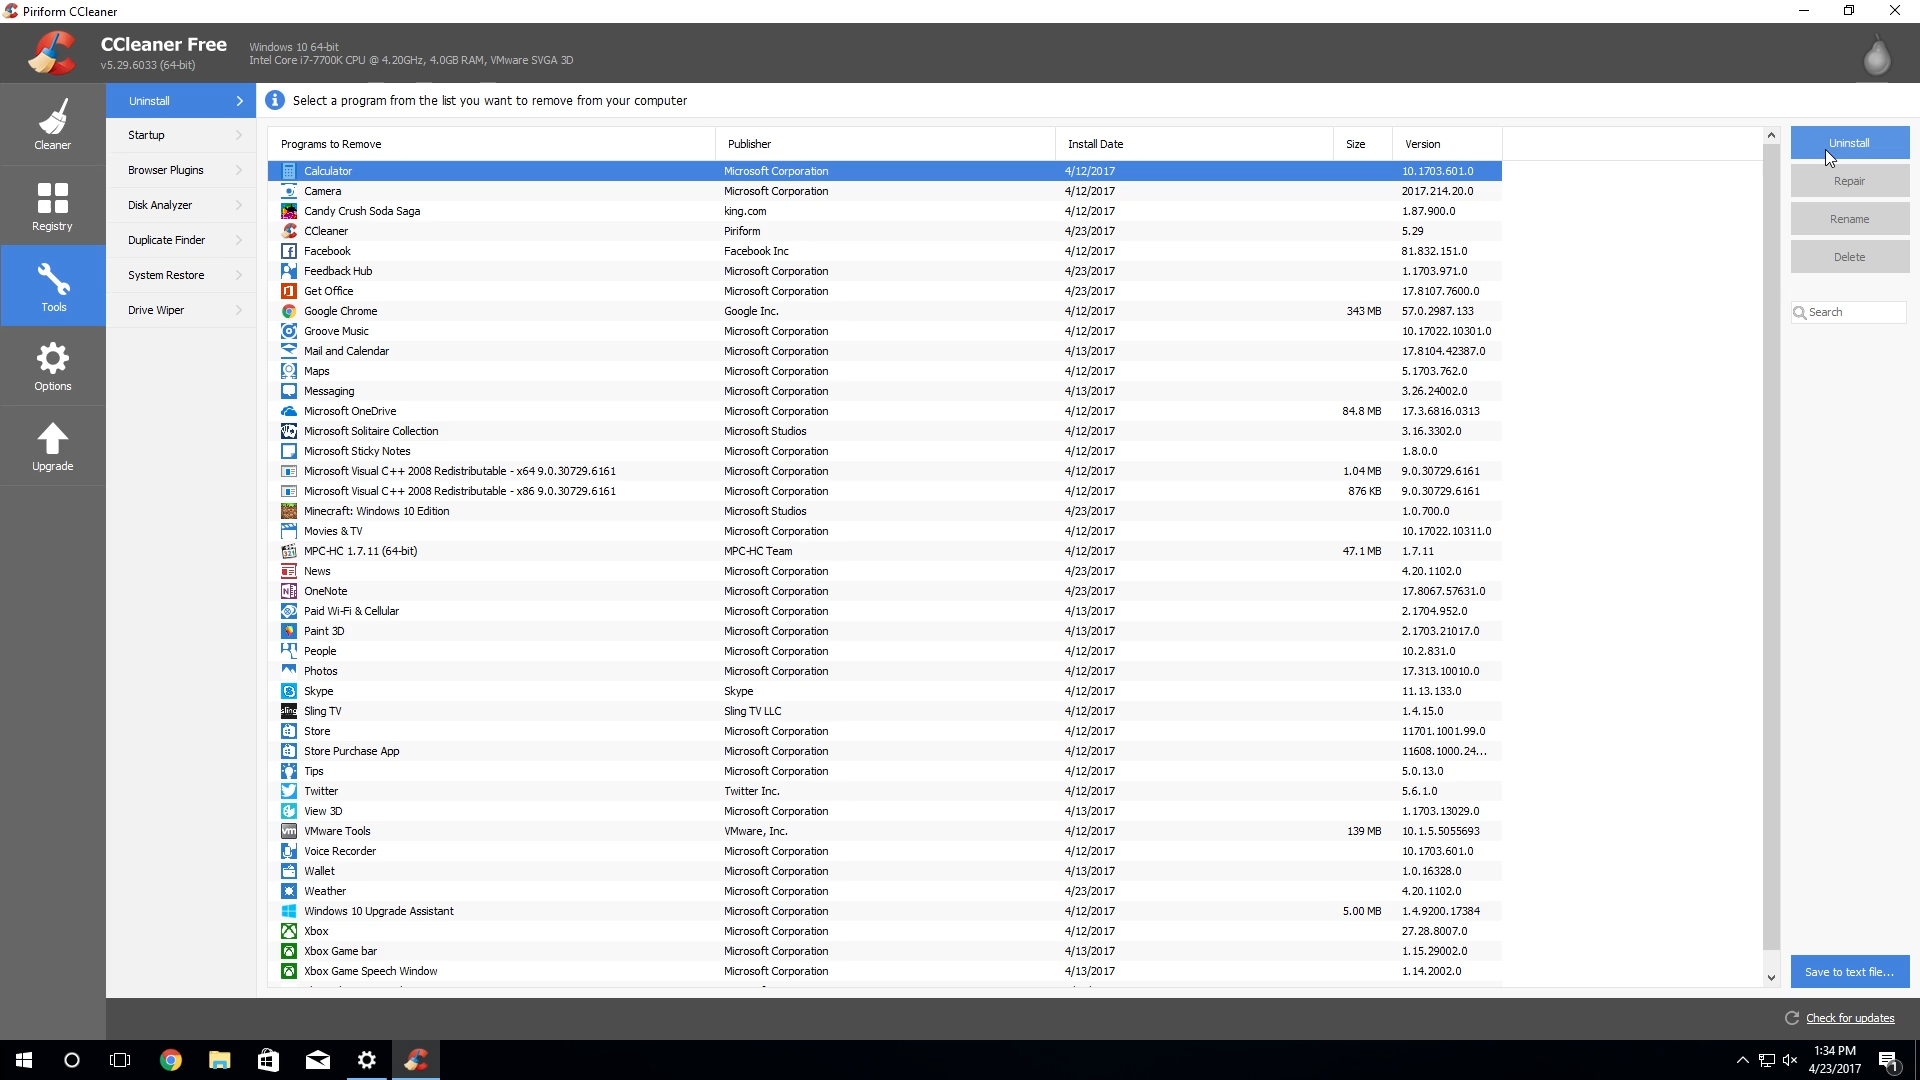 Piriform CCleaner
CCleaner Free
v5.29.6033 (64-bit)
Windows 10 64-bit
Intel Core i7-7700K CPU @ 4.20GHz, 4.0GB RAM, VMware SVGA 3D
Cleaner
Registry
Tools
Options
Upgrade
Uninstall
Startup
Browser Plugins
Disk Analyzer
Duplicate Finder
System Restore
Drive Wiper
Select a program from the list you want to remove from your computer
Programs to Remove Publisher Install Date Size Version
Calculator Microsoft Corporation 4/12/2017 10.1703.601.0
Camera Microsoft Corporation 4/12/2017 2017.214.20.0
Candy Crush Soda Saga king.com 4/12/2017 1.87.900.0
CCleaner Piriform 4/23/2017 5.29
Facebook Facebook Inc 4/12/2017 81.832.151.0
Feedback Hub Microsoft Corporation 4/23/2017 1.1703.971.0
Get Office Microsoft Corporation 4/23/2017 17.8107.7600.0
Google Chrome Google Inc. 4/12/2017 343 MB 57.0.2987.133
Groove Music Microsoft Corporation 4/12/2017 10.17022.10301.0
Mail and Calendar Microsoft Corporation 4/13/2017 17.8104.42387.0
Maps Microsoft Corporation 4/12/2017 5.1703.762.0
Messaging Microsoft Corporation 4/13/2017 3.26.24002.0
Microsoft OneDrive Microsoft Corporation 4/12/2017 84.8 MB 17.3.6816.0313
Microsoft Solitaire Collection Microsoft Studios 4/12/2017 3.16.3302.0
Microsoft Sticky Notes Microsoft Corporation 4/12/2017 1.8.0.0
Microsoft Visual C++ 2008 Redistributable - x64 9.0.30729.6161 Microsoft Corporation 4/12/2017 1.04 MB 9.0.30729.6161
Microsoft Visual C++ 2008 Redistributable - x86 9.0.30729.6161 Microsoft Corporation 4/12/2017 876 KB 9.0.30729.6161
Minecraft: Windows 10 Edition Microsoft Studios 4/23/2017 1.0.700.0
Movies & TV Microsoft Corporation 4/12/2017 10.17022.10311.0
MPC-HC 1.7.11 (64-bit) MPC-HC Team 4/12/2017 47.1 MB 1.7.11
News Microsoft Corporation 4/23/2017 4.20.1102.0
OneNote Microsoft Corporation 4/23/2017 17.8067.57631.0
Paid Wi-Fi & Cellular Microsoft Corporation 4/13/2017 2.1704.952.0
Paint 3D Microsoft Corporation 4/13/2017 2.1703.21017.0
People Microsoft Corporation 4/12/2017 10.2.831.0
Photos Microsoft Corporation 4/12/2017 17.313.10010.0
Skype Skype 4/12/2017 11.13.133.0
sling Sling TV Sling TV LLC 4/12/2017 1.4.15.0
Store Microsoft Corporation 4/12/2017 11701.1001.99.0
Store Purchase App Microsoft Corporation 4/12/2017 11608.1000.24...
Tips Microsoft Corporation 4/12/2017 5.0.13.0
Twitter Twitter Inc. 4/12/2017 5.6.1.0
View 3D Microsoft Corporation 4/13/2017 1.1703.13029.0
vm VMware Tools VMware, Inc. 4/12/2017 139 MB 10.1.5.5055693
Voice Recorder Microsoft Corporation 4/12/2017 10.1703.601.0
Wallet Microsoft Corporation 4/13/2017 1.0.16328.0
Weather Microsoft Corporation 4/23/2017 4.20.1102.0
Windows 10 Upgrade Assistant Microsoft Corporation 4/12/2017 5.00 MB 1.4.9200.17384
Xbox Microsoft Corporation 4/12/2017 27.28.8007.0
Xbox Game bar Microsoft Corporation 4/13/2017 1.15.29002.0
Xbox Game Speech Window Microsoft Corporation 4/13/2017 1.14.2002.0
Uninstall
Repair
Rename
Delete
Search
Save to text file...
Check for updates
1:34 PM
4/23/2017
1